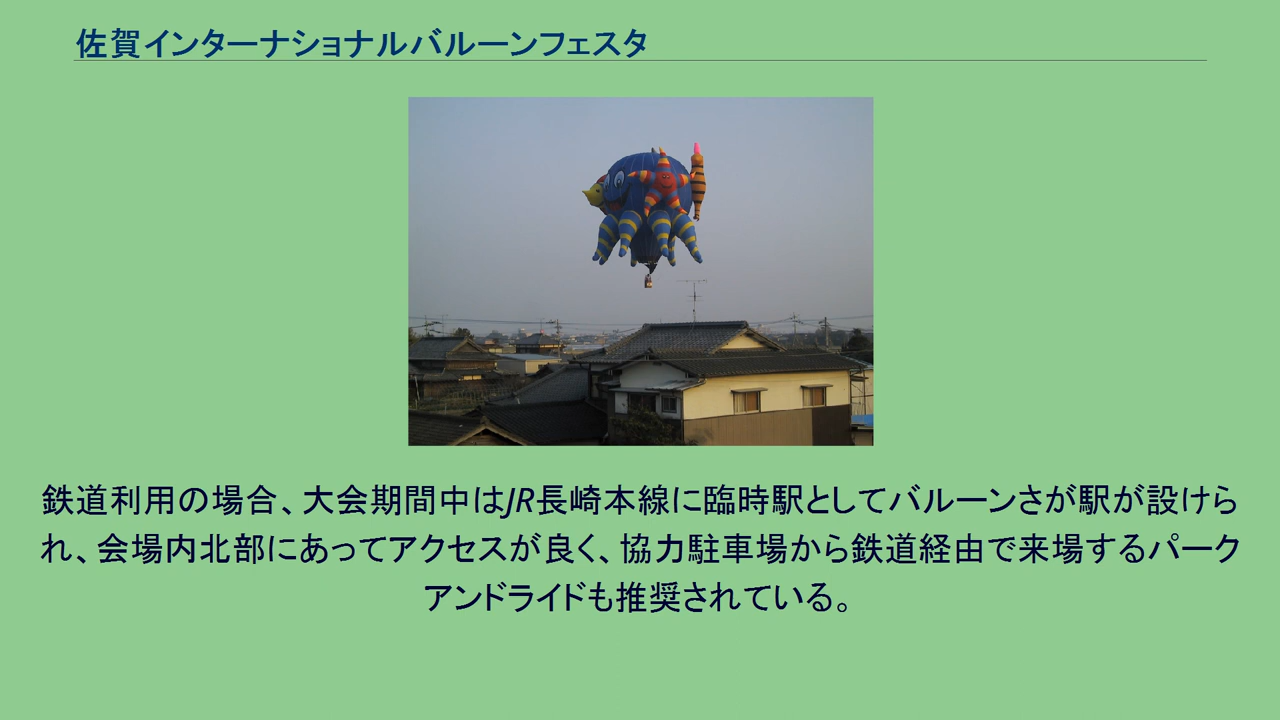 佐賀インターナショナルバルーンフェスタ
鉄道利用の場合、大会期間中はJR長崎本線に臨時駅としてバルーンさが駅が設けら
れ、会場内北部にあってアクセスが良く、協力駐車場から鉄道経由で来場するパーク
アンドライドも推奨されている。